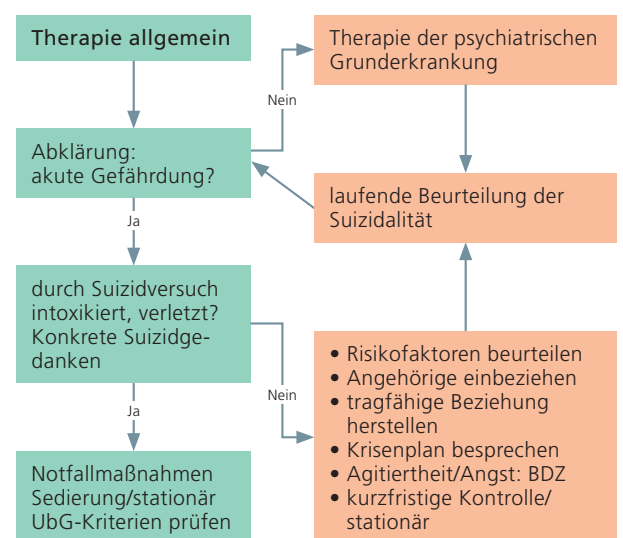 Therapie allgemein
Therapie der psychiatrischen
Grunderkrankung
Nein
Abklärung:
akute Gefährdung?
laufende Beurteilung der
Suizidalität
Ja
durch Suizidversuch
intoxikiert, verletzt?
Konkrete Suizidge-
danken
Nein
• Risikofaktoren beurteilen
• Angehörige einbeziehen
• tragfähige Beziehung
herstellen
• Krisenplan besprechen
• Agitiertheit/Angst: BDZ
• kurzfristige Kontrolle/
stationär
Ja
Notfallmaßnahmen
Sedierung/stationär
UbG-Kriterien prüfen